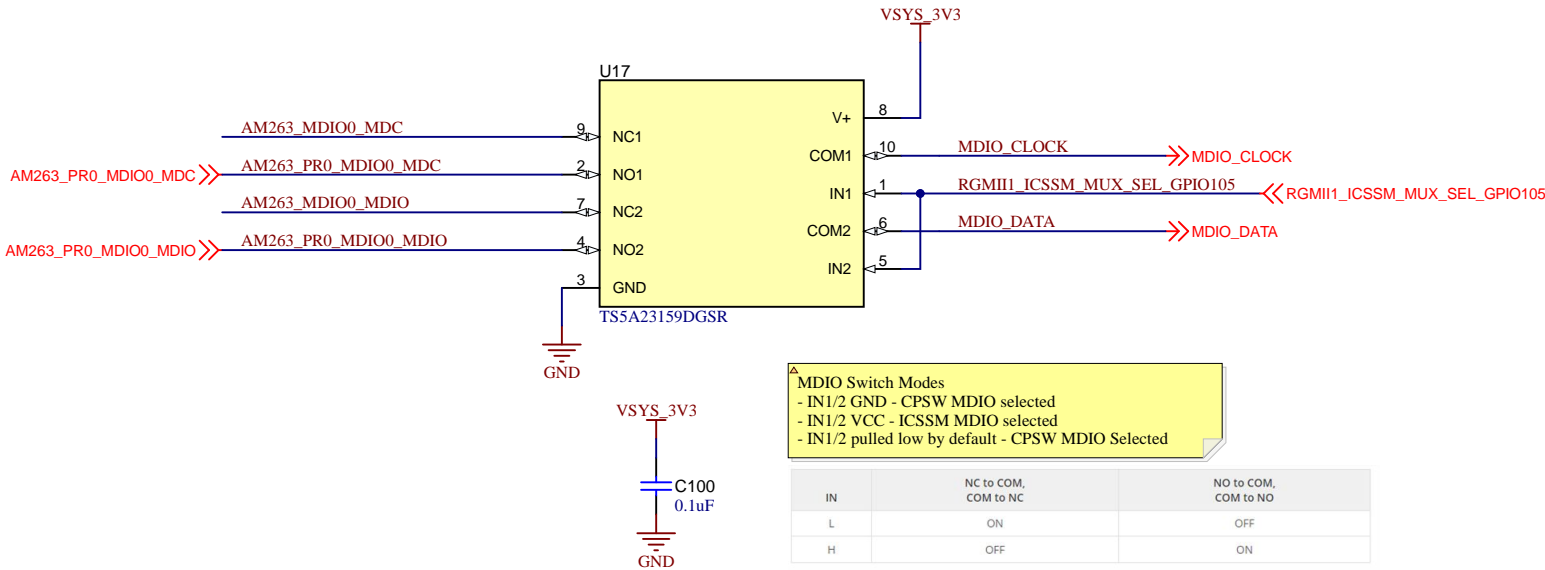 VSYS_3V3
U17
AM263_MDIO0_MDC
9
NC1
V+
8
AM263_PR0_MDIO0_MDC
AM263_PR0_MDIO0_MDC
2
NO1
COM1
10
MDIO_CLOCK
MDIO_CLOCK
AM263_MDIO0_MDIO
7
NC2
IN1
1
RGMII1_ICSSM_MUX_SEL_GPIO105
RGMII1_ICSSM_MUX_SEL_GPIO105
AM263_PR0_MDIO0_MDIO
AM263_PR0_MDIO0_MDIO
4
NO2
COM2
6
MDIO_DATA
MDIO_DATA
3
GND
IN2
5
TS5A23159DGSR
GND
MDIO Switch Modes
- IN1/2 GND - CPSW MDIO selected
- IN1/2 VCC - ICSSM MDIO selected
- IN1/2 pulled low by default - CPSW MDIO Selected
VSYS_3V3
C100
0.1uF
GND
IN
NC to COM,
COM to NC
NO to COM,
COM to NO
L
ON
OFF
H
OFF
ON